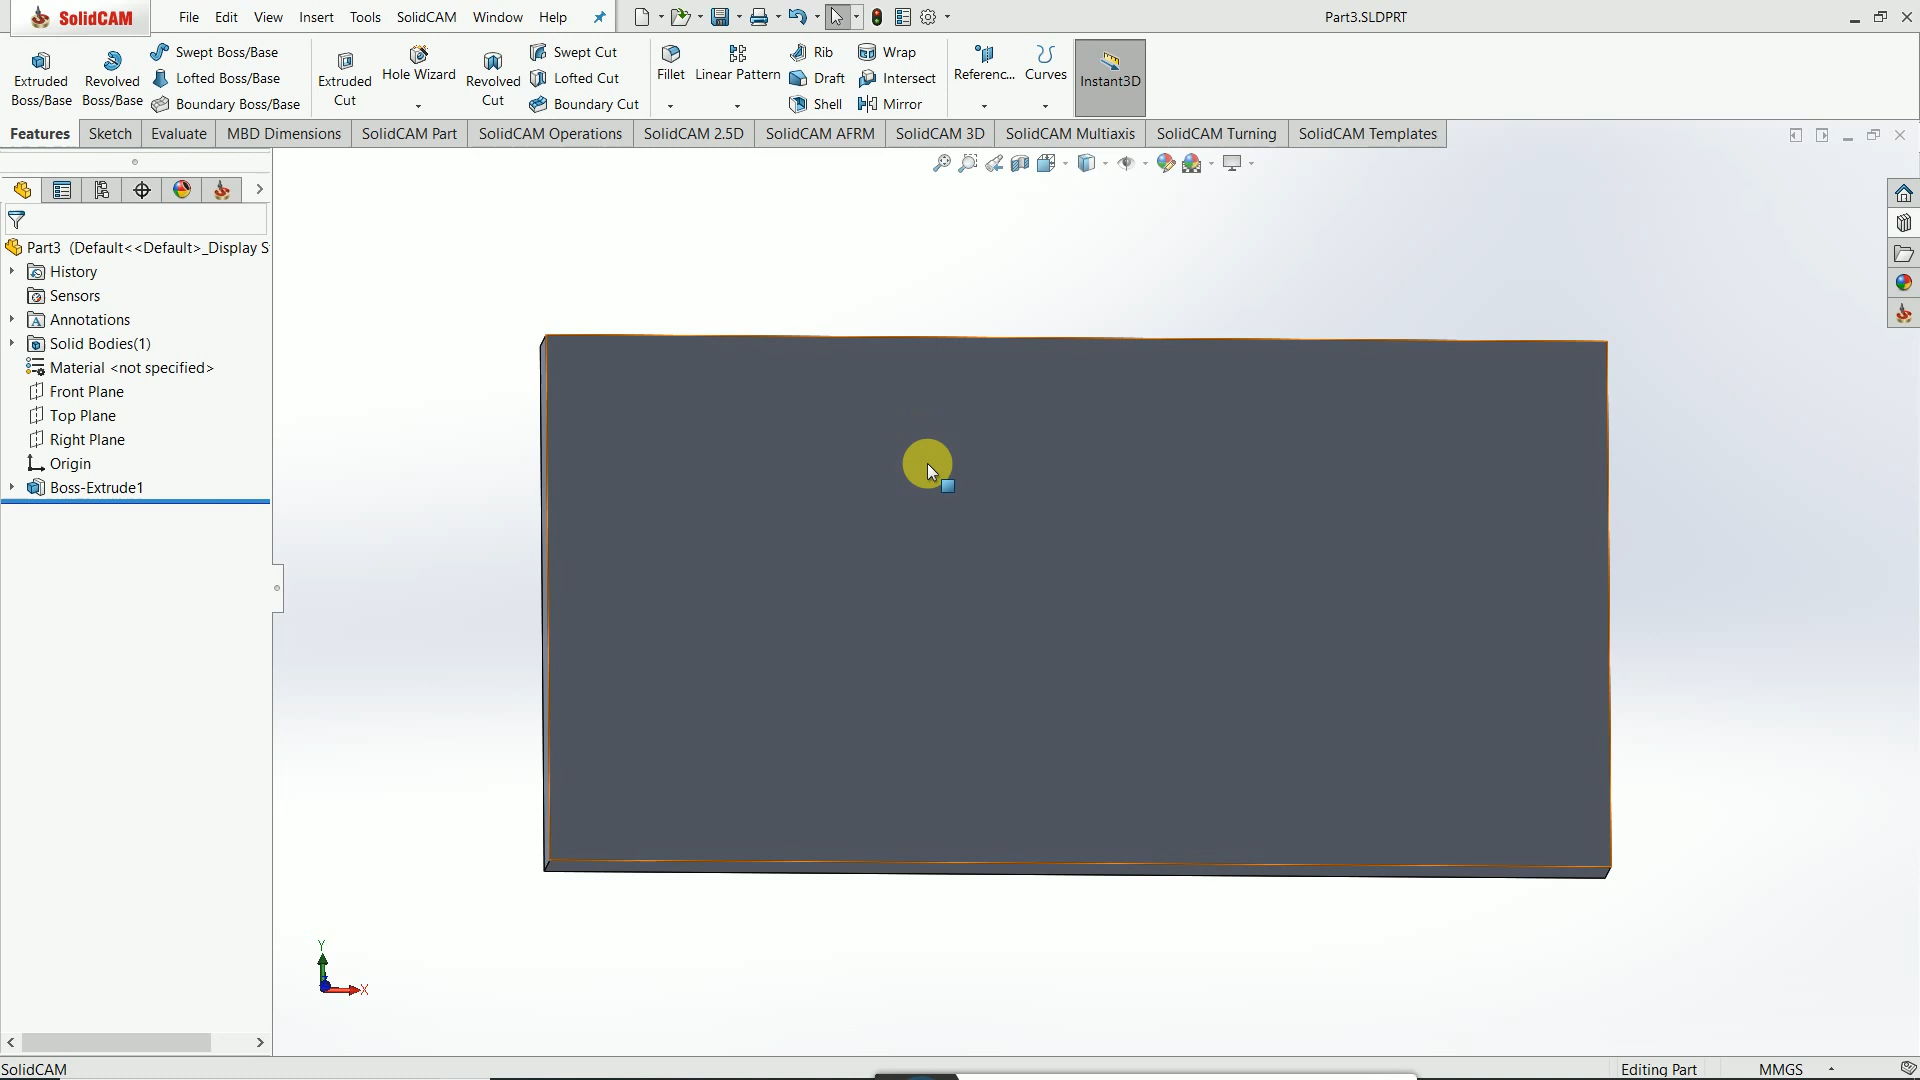 SolidCAM File Edit View Insert Tools SolidCAM Window Help Part3.SLDPRT
Extruded Boss/Base
Revolved Boss/Base
Swept Boss/Base
Lofted Boss/Base
Boundary Boss/Base
Extruded Cut
Hole Wizard
Revolved Cut
Swept Cut
Lofted Cut
Boundary Cut
Fillet
Linear Pattern
Rib
Draft
Shell
Wrap
Intersect
Mirror
Referenc...
Curves
Instant3D
Features Sketch Evaluate MBD Dimensions SolidCAM Part SolidCAM Operations SolidCAM 2.5D SolidCAM AFRM SolidCAM 3D SolidCAM Multiaxis SolidCAM Turning SolidCAM Templates
Part3 (Default<<Default>_Display S
History
Sensors
Annotations
Solid Bodies(1)
Material <not specified>
Front Plane
Top Plane
Right Plane
Origin
Boss-Extrude1
Y
X
SolidCAM Editing Part MMGS